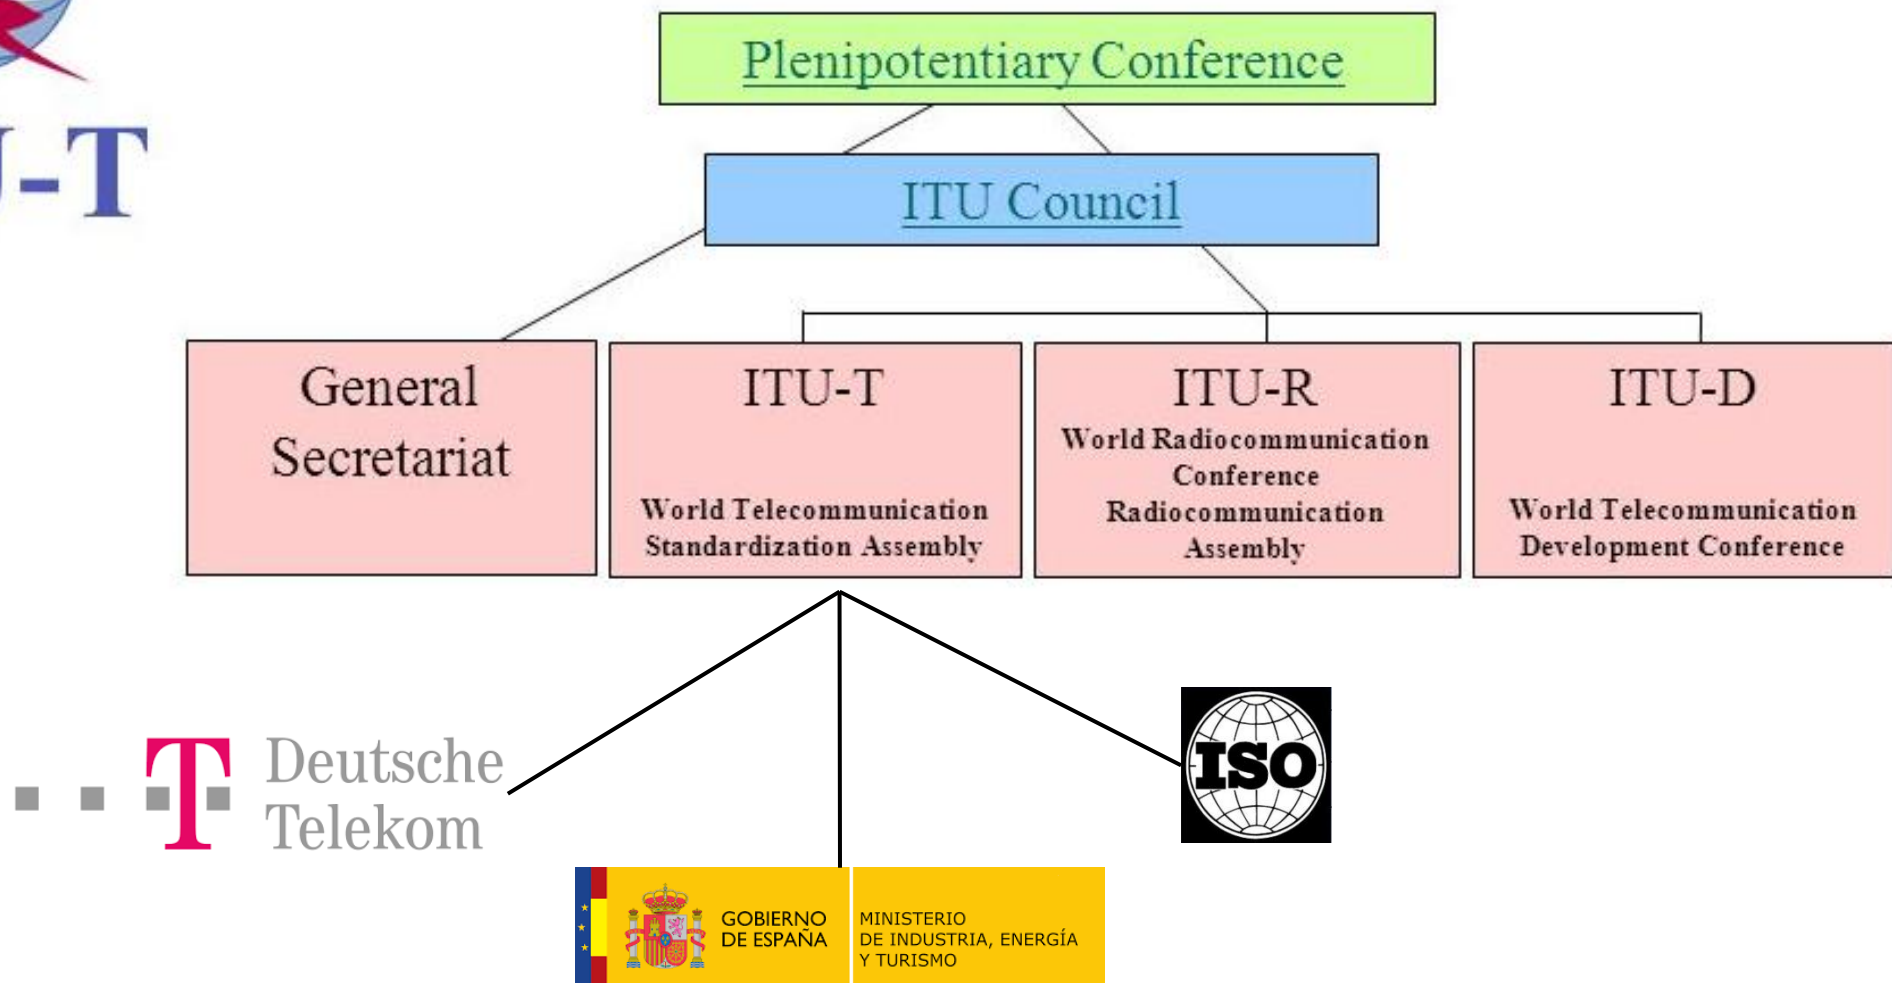 Plenipotentiary Conference
-T
ITU Council
General
Secretariat
ITU-T
World Telecommunication
Standardization Assembly
ITU-R
World Radiocommunication
Conference
Radiocommunication
Assembly
ITU-D
World Telecommunication
Development Conference
T Deutsche
Telekom
ISO
GOBIERNO
DE ESPAÑA
MINISTERIO
DE INDUSTRIA, ENERGÍA
Y TURISMO